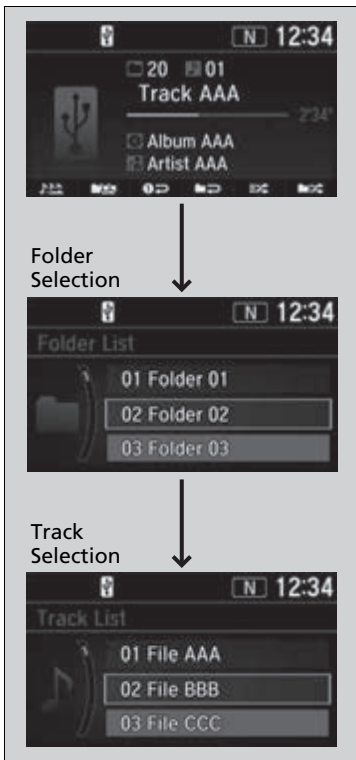 N 12:34
20 01
Track AAA
2'34"
Album AAA
Artist AAA
Folder
Selection
N 12:34
Folder List
01 Folder 01
02 Folder 02
03 Folder 03
Track
Selection
N 12:34
Track List
01 File AAA
02 File BBB
03 File CCC